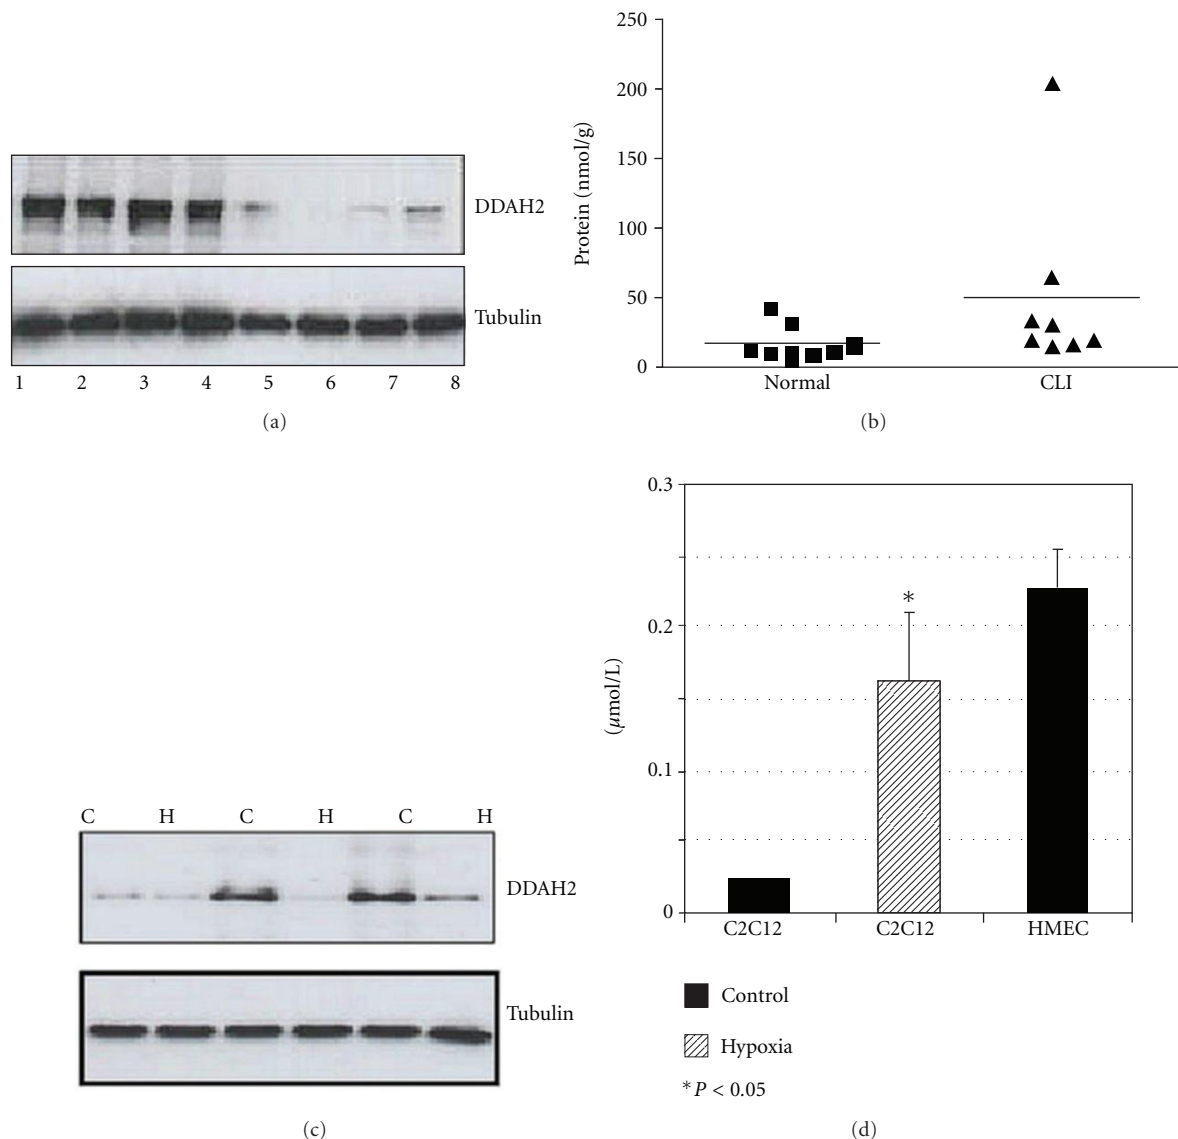 DDAH2
Tubulin
1 2 3 4 5 6 7 8
(a)
250
200
150
100
50
0
Protein (nmol/g)
Normal CLI
(b)
C H C H C H
DDAH2
Tubulin
(c)
0.3
0.2
0.1
0
(µmol/L)
*
C2C12 C2C12 HMEC
Control
Hypoxia
*P < 0.05
(d)